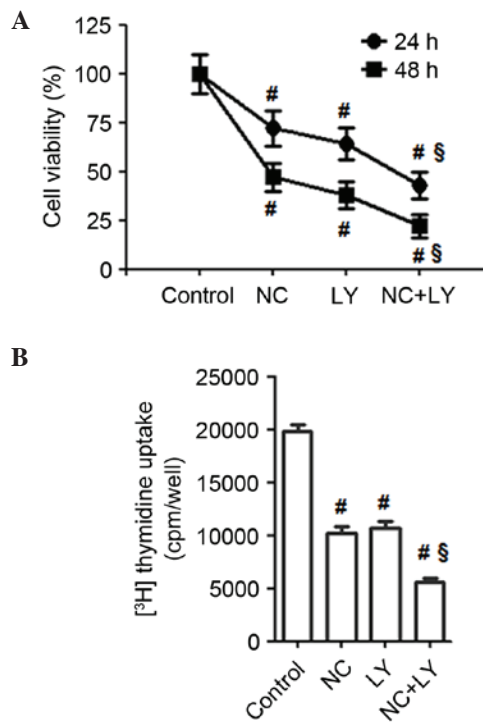 A
125
100
75
50
25
0
Cell viability (%)
24 h
48 h
#
#
# §
#
#
# §
Control NC LY NC+LY
B
25000
20000
15000
10000
5000
0
[³H] thymidine uptake
(cpm/well)
#
#
# §
Control NC LY NC+LY